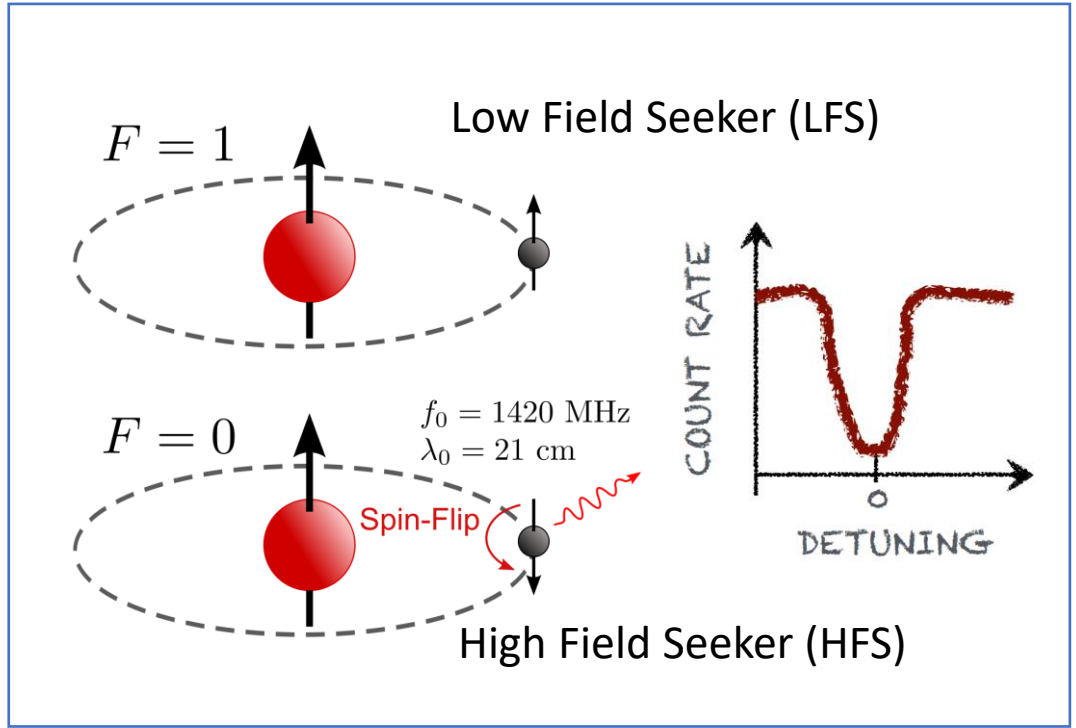 Low Field Seeker (LFS)
F = 1
COUNT RATE
F = 0
f₀ = 1420 MHz
λ₀ = 21 cm
Spin-Flip
0
DETUNING
High Field Seeker (HFS)